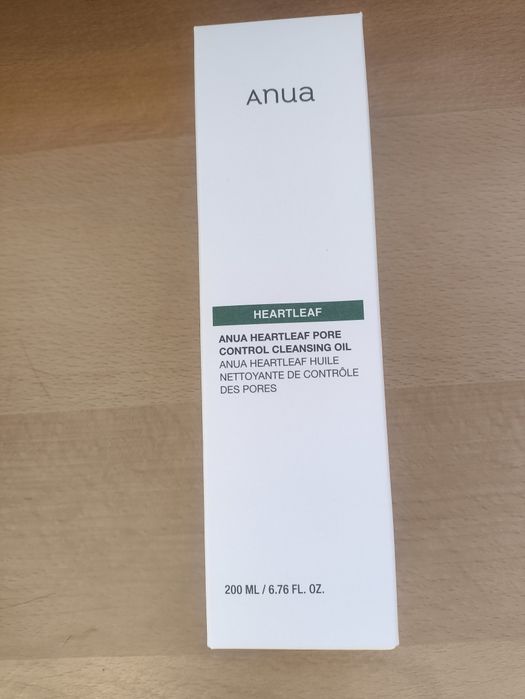 Anua
HEARTLEAF
ANUA HEARTLEAF PORE
CONTROL CLEANSING OIL
ANUA HEARTLEAF HUILE
NETTOYANTE DE CONTRÔLE
DES PORES
200 ML / 6.76 FL. OZ.